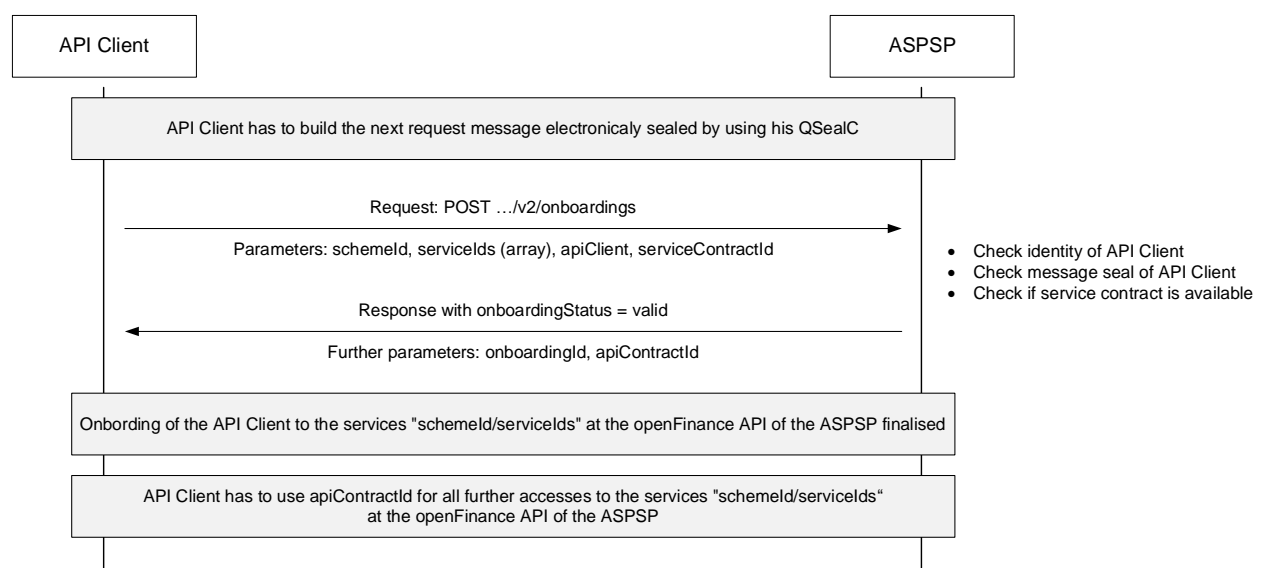 API Client
ASPSP
API Client has to build the next request message electronicaly sealed by using his QSealC
Request: POST …/v2/onboardings
Parameters: schemeId, serviceIds (array), apiClient, serviceContractId
• Check identity of API Client
• Check message seal of API Client
• Check if service contract is available
Response with onboardingStatus = valid
Further parameters: onboardingId, apiContractId
Onbording of the API Client to the services "schemeId/serviceIds" at the openFinance API of the ASPSP finalised
API Client has to use apiContractId for all further accesses to the services "schemeId/serviceIds“
at the openFinance API of the ASPSP